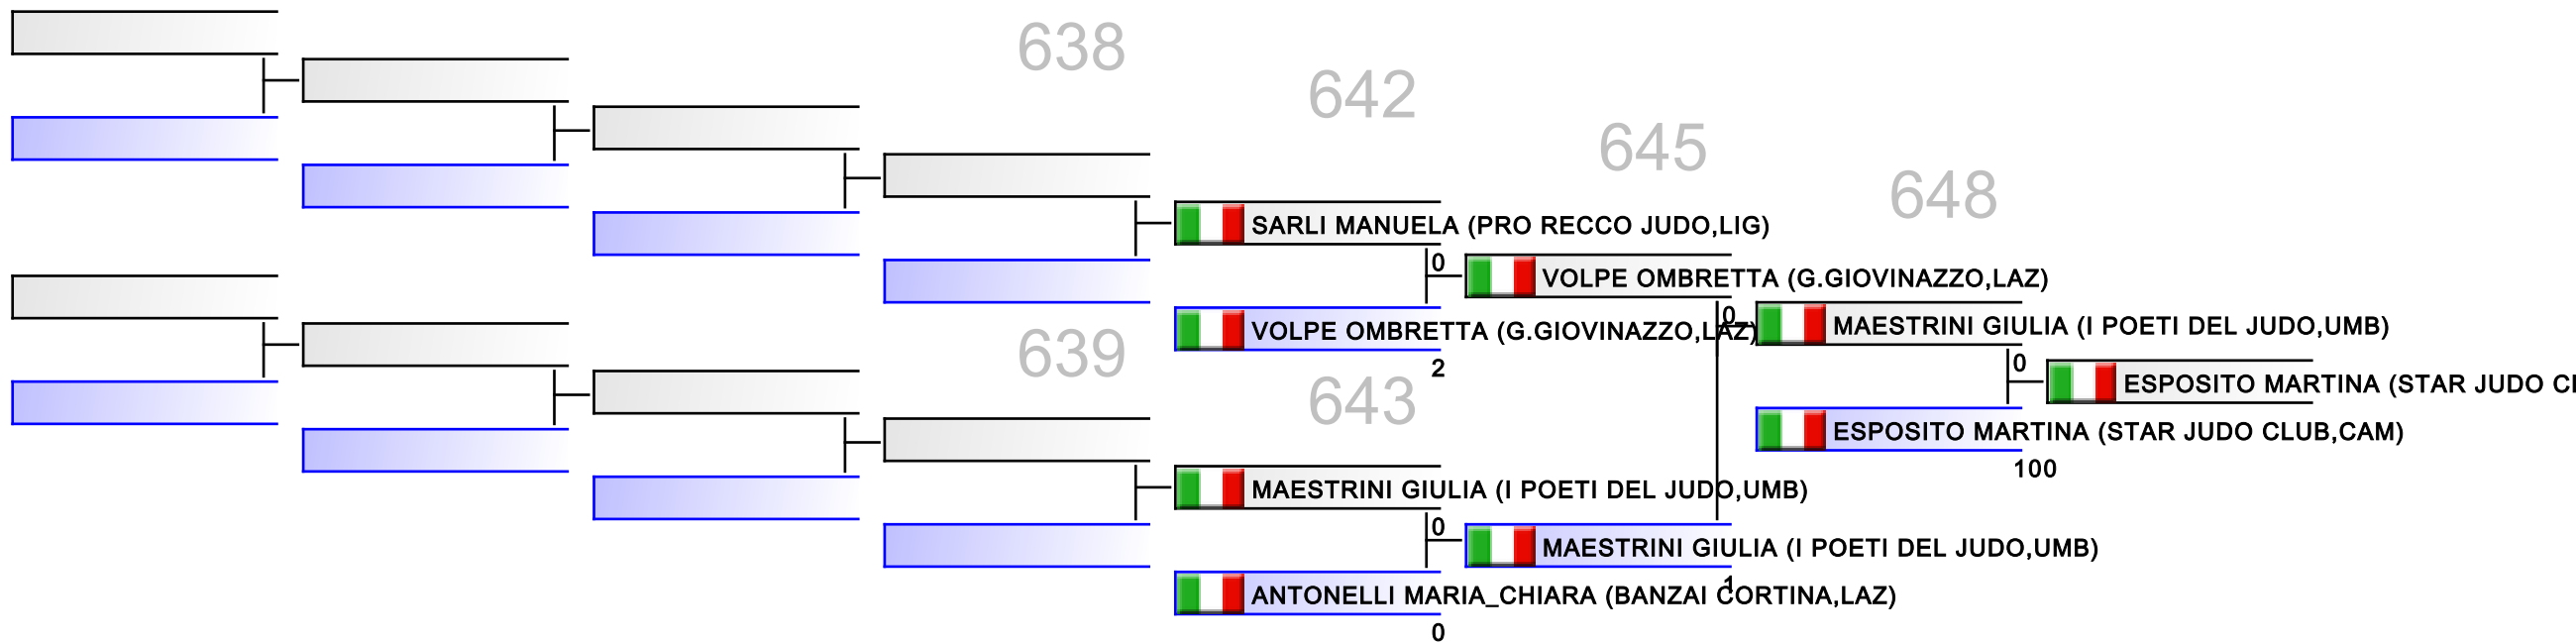 638
642
645
648
SARLI MANUELA (PRO RECCO JUDO,LIG)
0
VOLPE OMBRETTA (G.GIOVINAZZO,LAZ)
VOLPE OMBRETTA (G.GIOVINAZZO,LAZ)
2
0
MAESTRINI GIULIA (I POETI DEL JUDO,UMB)
0
ESPOSITO MARTINA (STAR JUDO CL
ESPOSITO MARTINA (STAR JUDO CLUB,CAM)
100
639
643
MAESTRINI GIULIA (I POETI DEL JUDO,UMB)
0
MAESTRINI GIULIA (I POETI DEL JUDO,UMB)
1
ANTONELLI MARIA_CHIARA (BANZAI CORTINA,LAZ)
0